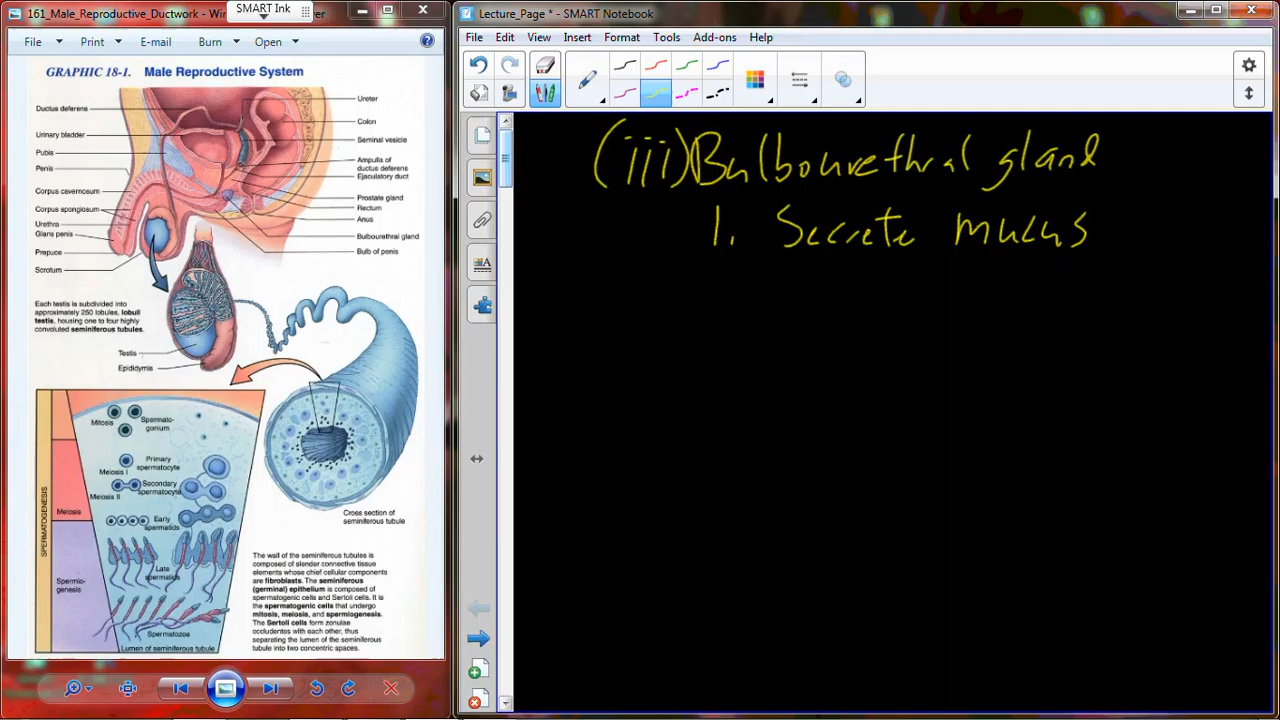 161_Male_Reproductive_Ductwork - Win
SMART Ink
File Print E-mail Burn Open
GRAPHIC 18-1. Male Reproductive System
Ductus deferens
Urinary bladder
Pubis
Penis
Corpus cavernosum
Corpus spongiosum
Urethra
Glans penis
Prepuce
Scrotum
Ureter
Colon
Seminal vesicle
Ampulla of
ductus deferens
Ejaculatory duct
Prostate gland
Rectum
Anus
Bulbourethral gland
Bulb of penis
Each testis is subdivided into
approximately 250 lobules, lobuli
testis, housing one to four highly
convoluted seminiferous tubules.
Testis
Epididymis
SPERMATOGENESIS
Meiosis
Spermio-
genesis
Mitosis
Spermato-
gonium
Primary
spermatocyte
Meiosis I
Secondary
spermatocyte
Meiosis II
Early
spermatids
Late
spermatids
Spermatozoa
Lumen of seminiferous tubule
Cross section of
seminiferous tubule
The wall of the seminiferous tubules is
composed of slender connective tissue
elements whose chief cellular components
are fibroblasts. The seminiferous
(germinal) epithelium is composed of
spermatogenic cells and Sertoli cells. It is
the spermatogenic cells that undergo
mitosis, meiosis, and spermiogenesis.
The Sertoli cells form zonulae
occludentes with each other, thus
separating the lumen of the seminiferous
tubule into two concentric spaces.
Lecture_Page * - SMART Notebook
File Edit View Insert Format Tools Add-ons Help
(iii) Bulbourethral gland
1. Secrete mucus